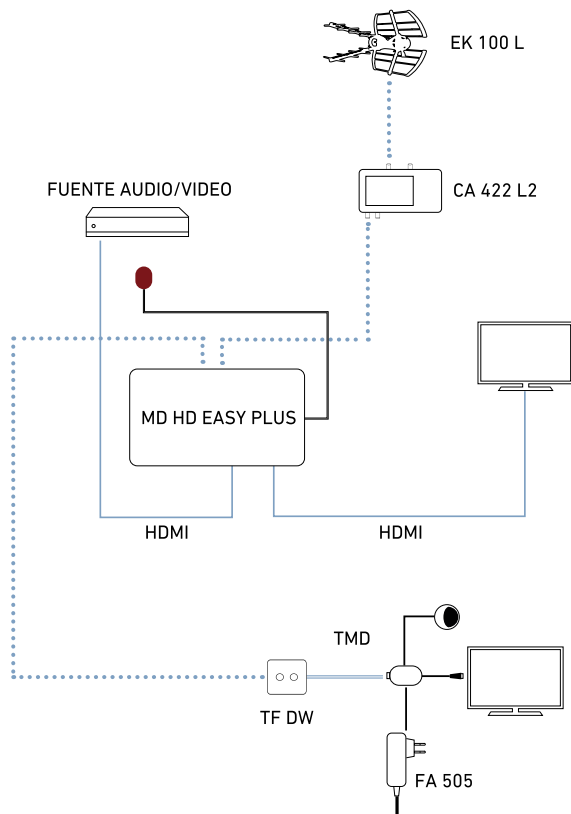 EK 100 L
CA 422 L2
FUENTE AUDIO/VIDEO
MD HD EASY PLUS
HDMI
HDMI
TMD
TF DW
FA 505